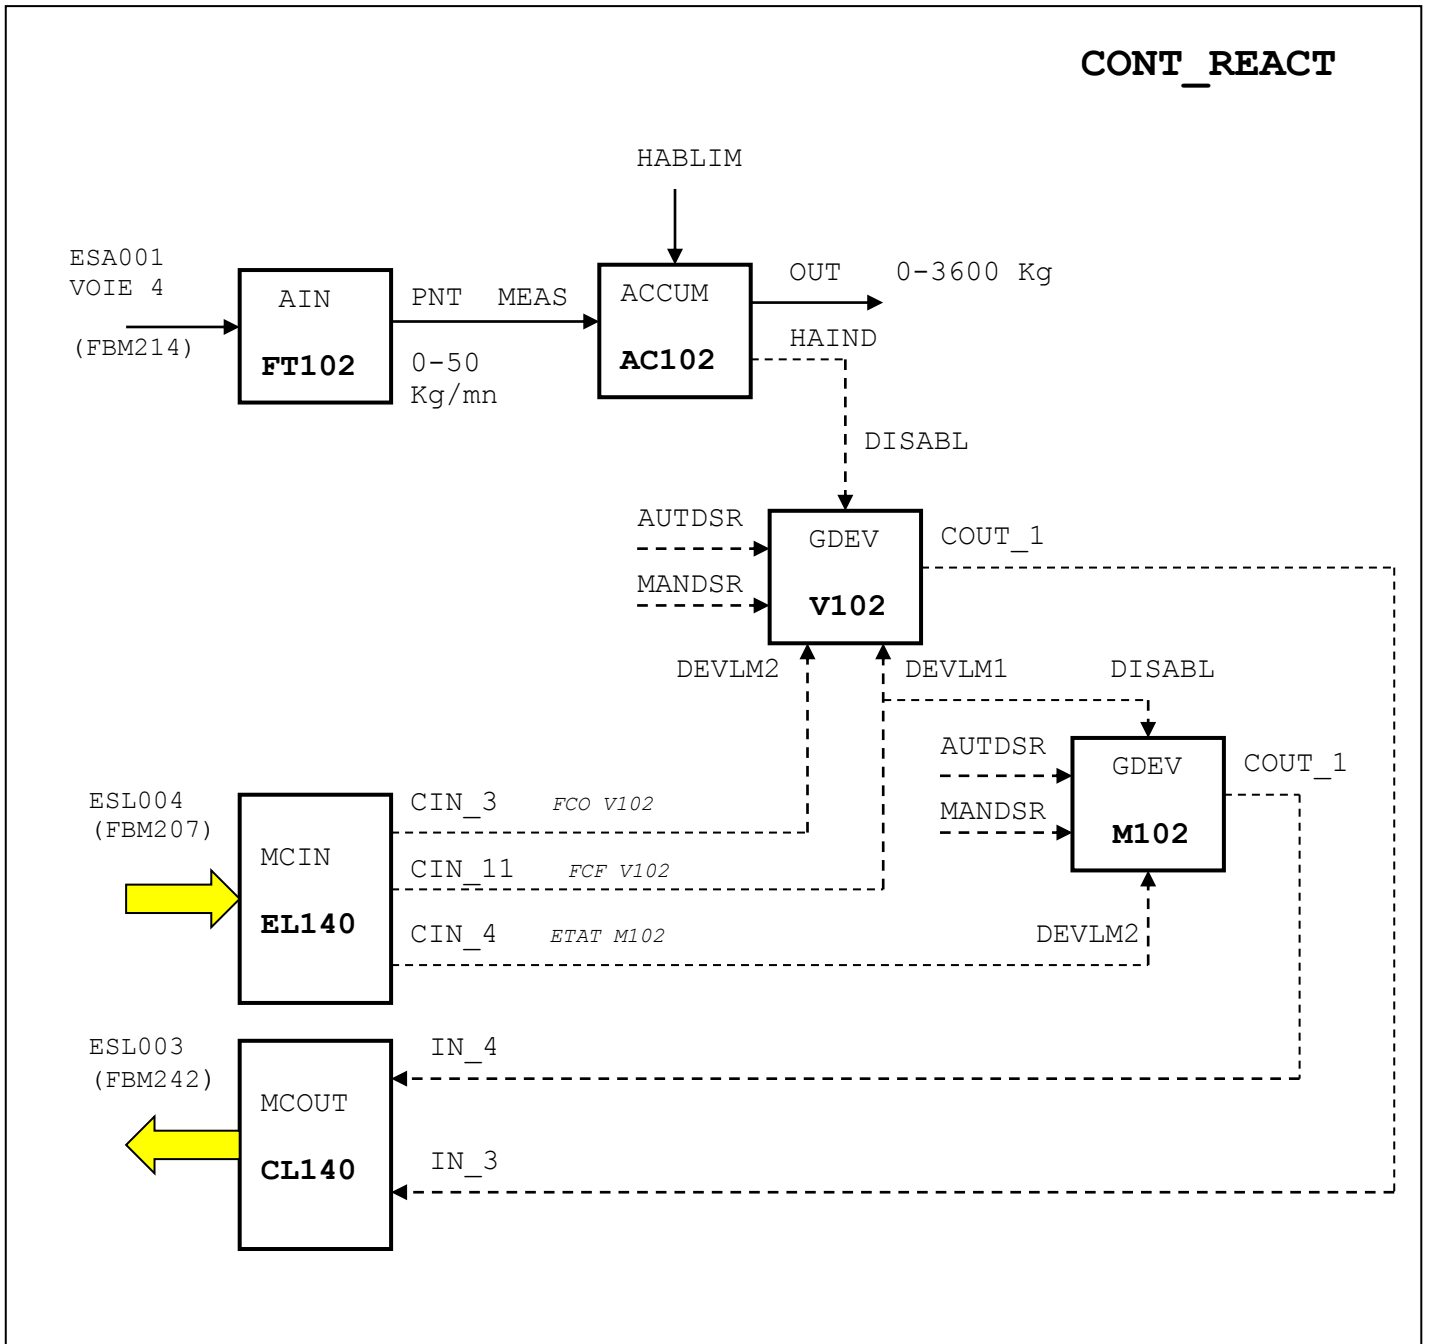 CONT_REACT
HABLIM
ESA001
VOIE 4
(FBM214)
AIN
FT102
PNT MEAS
0-50
Kg/mn
ACCUM
AC102
OUT 0-3600 Kg
HAIND
DISABL
AUTDSR
MANDSR
GDEV
V102
COUT_1
DEVLM2 DEVLM1 DISABL
AUTDSR
MANDSR
GDEV
M102
COUT_1
ESL004
(FBM207)
MCIN
EL140
CIN_3 FCO V102
CIN_11 FCF V102
CIN_4 ETAT M102
DEVLM2
ESL003
(FBM242)
MCOUT
CL140
IN_4
IN_3